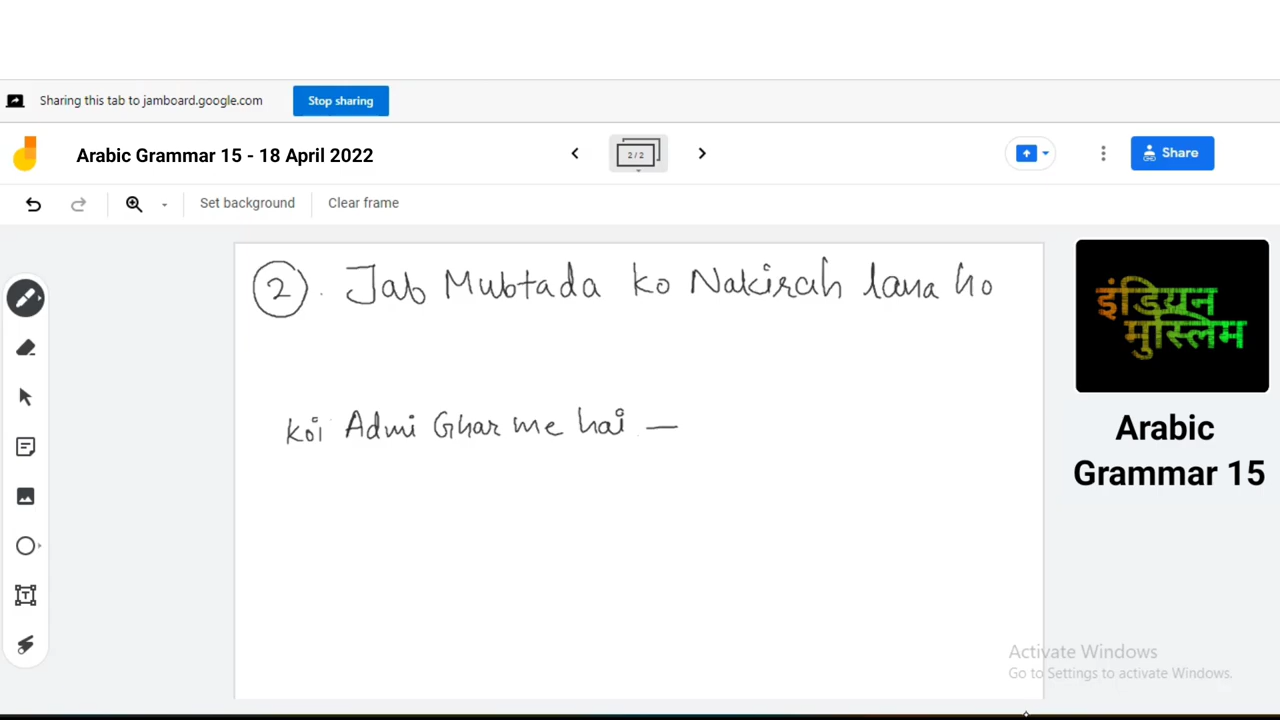 Sharing this tab to jamboard.google.com
Stop sharing
Arabic Grammar 15 - 18 April 2022
2 / 2
Share
Set background
Clear frame
2. Jab Mubtada ko Nakirah lana ho
Koi Admi Ghar me hai —
इंडियन
मुस्लिम
Arabic
Grammar 15
Activate Windows
Go to Settings to activate Windows.